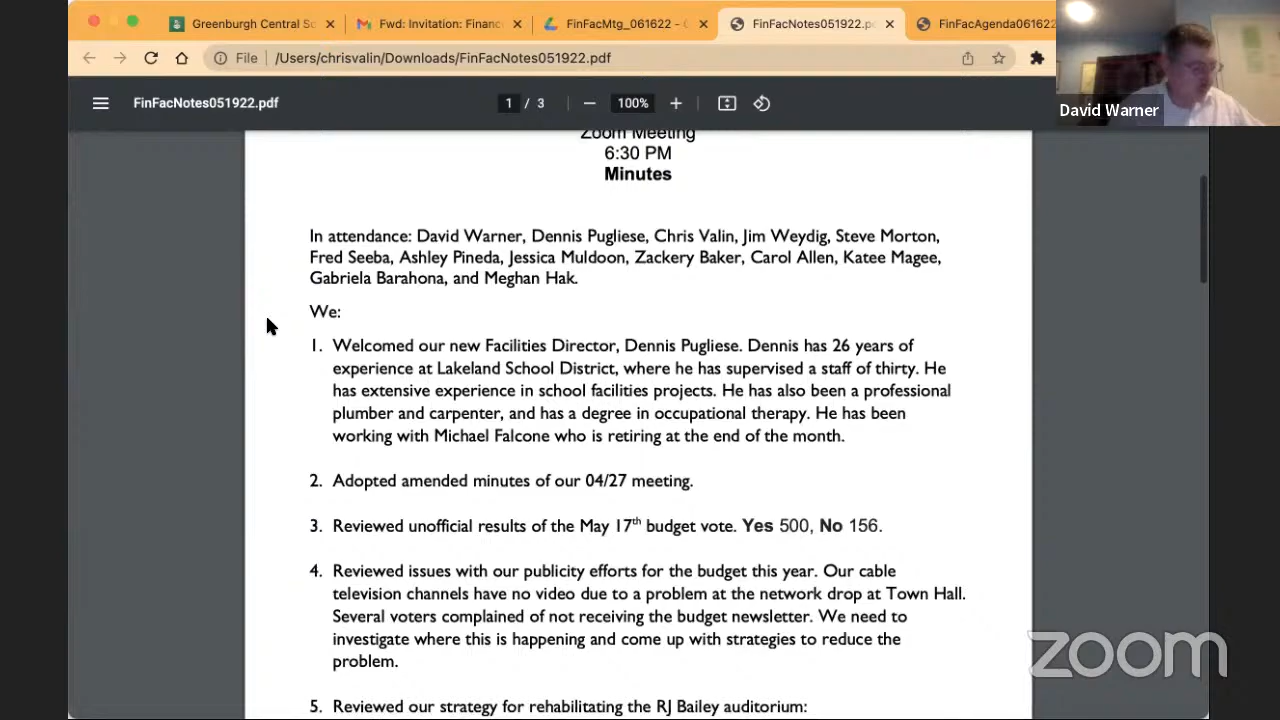 Greenburgh Central Sc
Fwd: Invitation: Financ
FinFacMtg_061622 - G
FinFacNotes051922.p
FinFacAgenda061622
File
/Users/chrisvalin/Downloads/FinFacNotes051922.pdf
FinFacNotes051922.pdf
1 / 3
100%
David Warner
Zoom Meeting
6:30 PM
Minutes
In attendance: David Warner, Dennis Pugliese, Chris Valin, Jim Weydig, Steve Morton,
Fred Seeba, Ashley Pineda, Jessica Muldoon, Zackery Baker, Carol Allen, Katee Magee,
Gabriela Barahona, and Meghan Hak.
We:
1. Welcomed our new Facilities Director, Dennis Pugliese. Dennis has 26 years of
experience at Lakeland School District, where he has supervised a staff of thirty. He
has extensive experience in school facilities projects. He has also been a professional
plumber and carpenter, and has a degree in occupational therapy. He has been
working with Michael Falcone who is retiring at the end of the month.
2. Adopted amended minutes of our 04/27 meeting.
3. Reviewed unofficial results of the May 17th budget vote. Yes 500, No 156.
4. Reviewed issues with our publicity efforts for the budget this year. Our cable
television channels have no video due to a problem at the network drop at Town Hall.
Several voters complained of not receiving the budget newsletter. We need to
investigate where this is happening and come up with strategies to reduce the
problem.
5. Reviewed our strategy for rehabilitating the RJ Bailey auditorium:
zoom